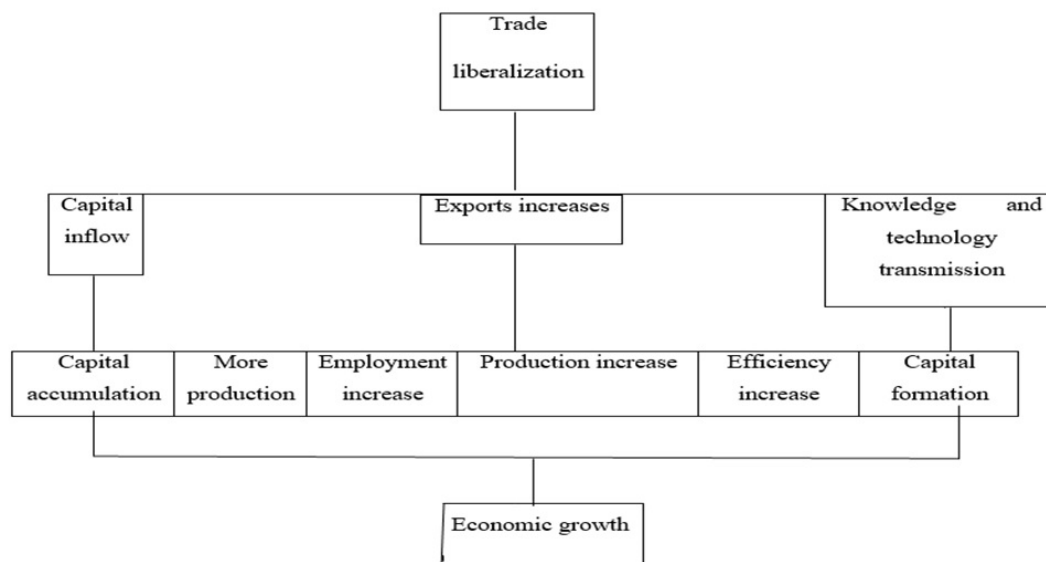 Trade
liberalization
Capital
inflow
Exports increases
Knowledge and
technology
transmission
Capital
accumulation
More
production
Employment
increase
Production increase
Efficiency
increase
Capital
formation
Economic growth